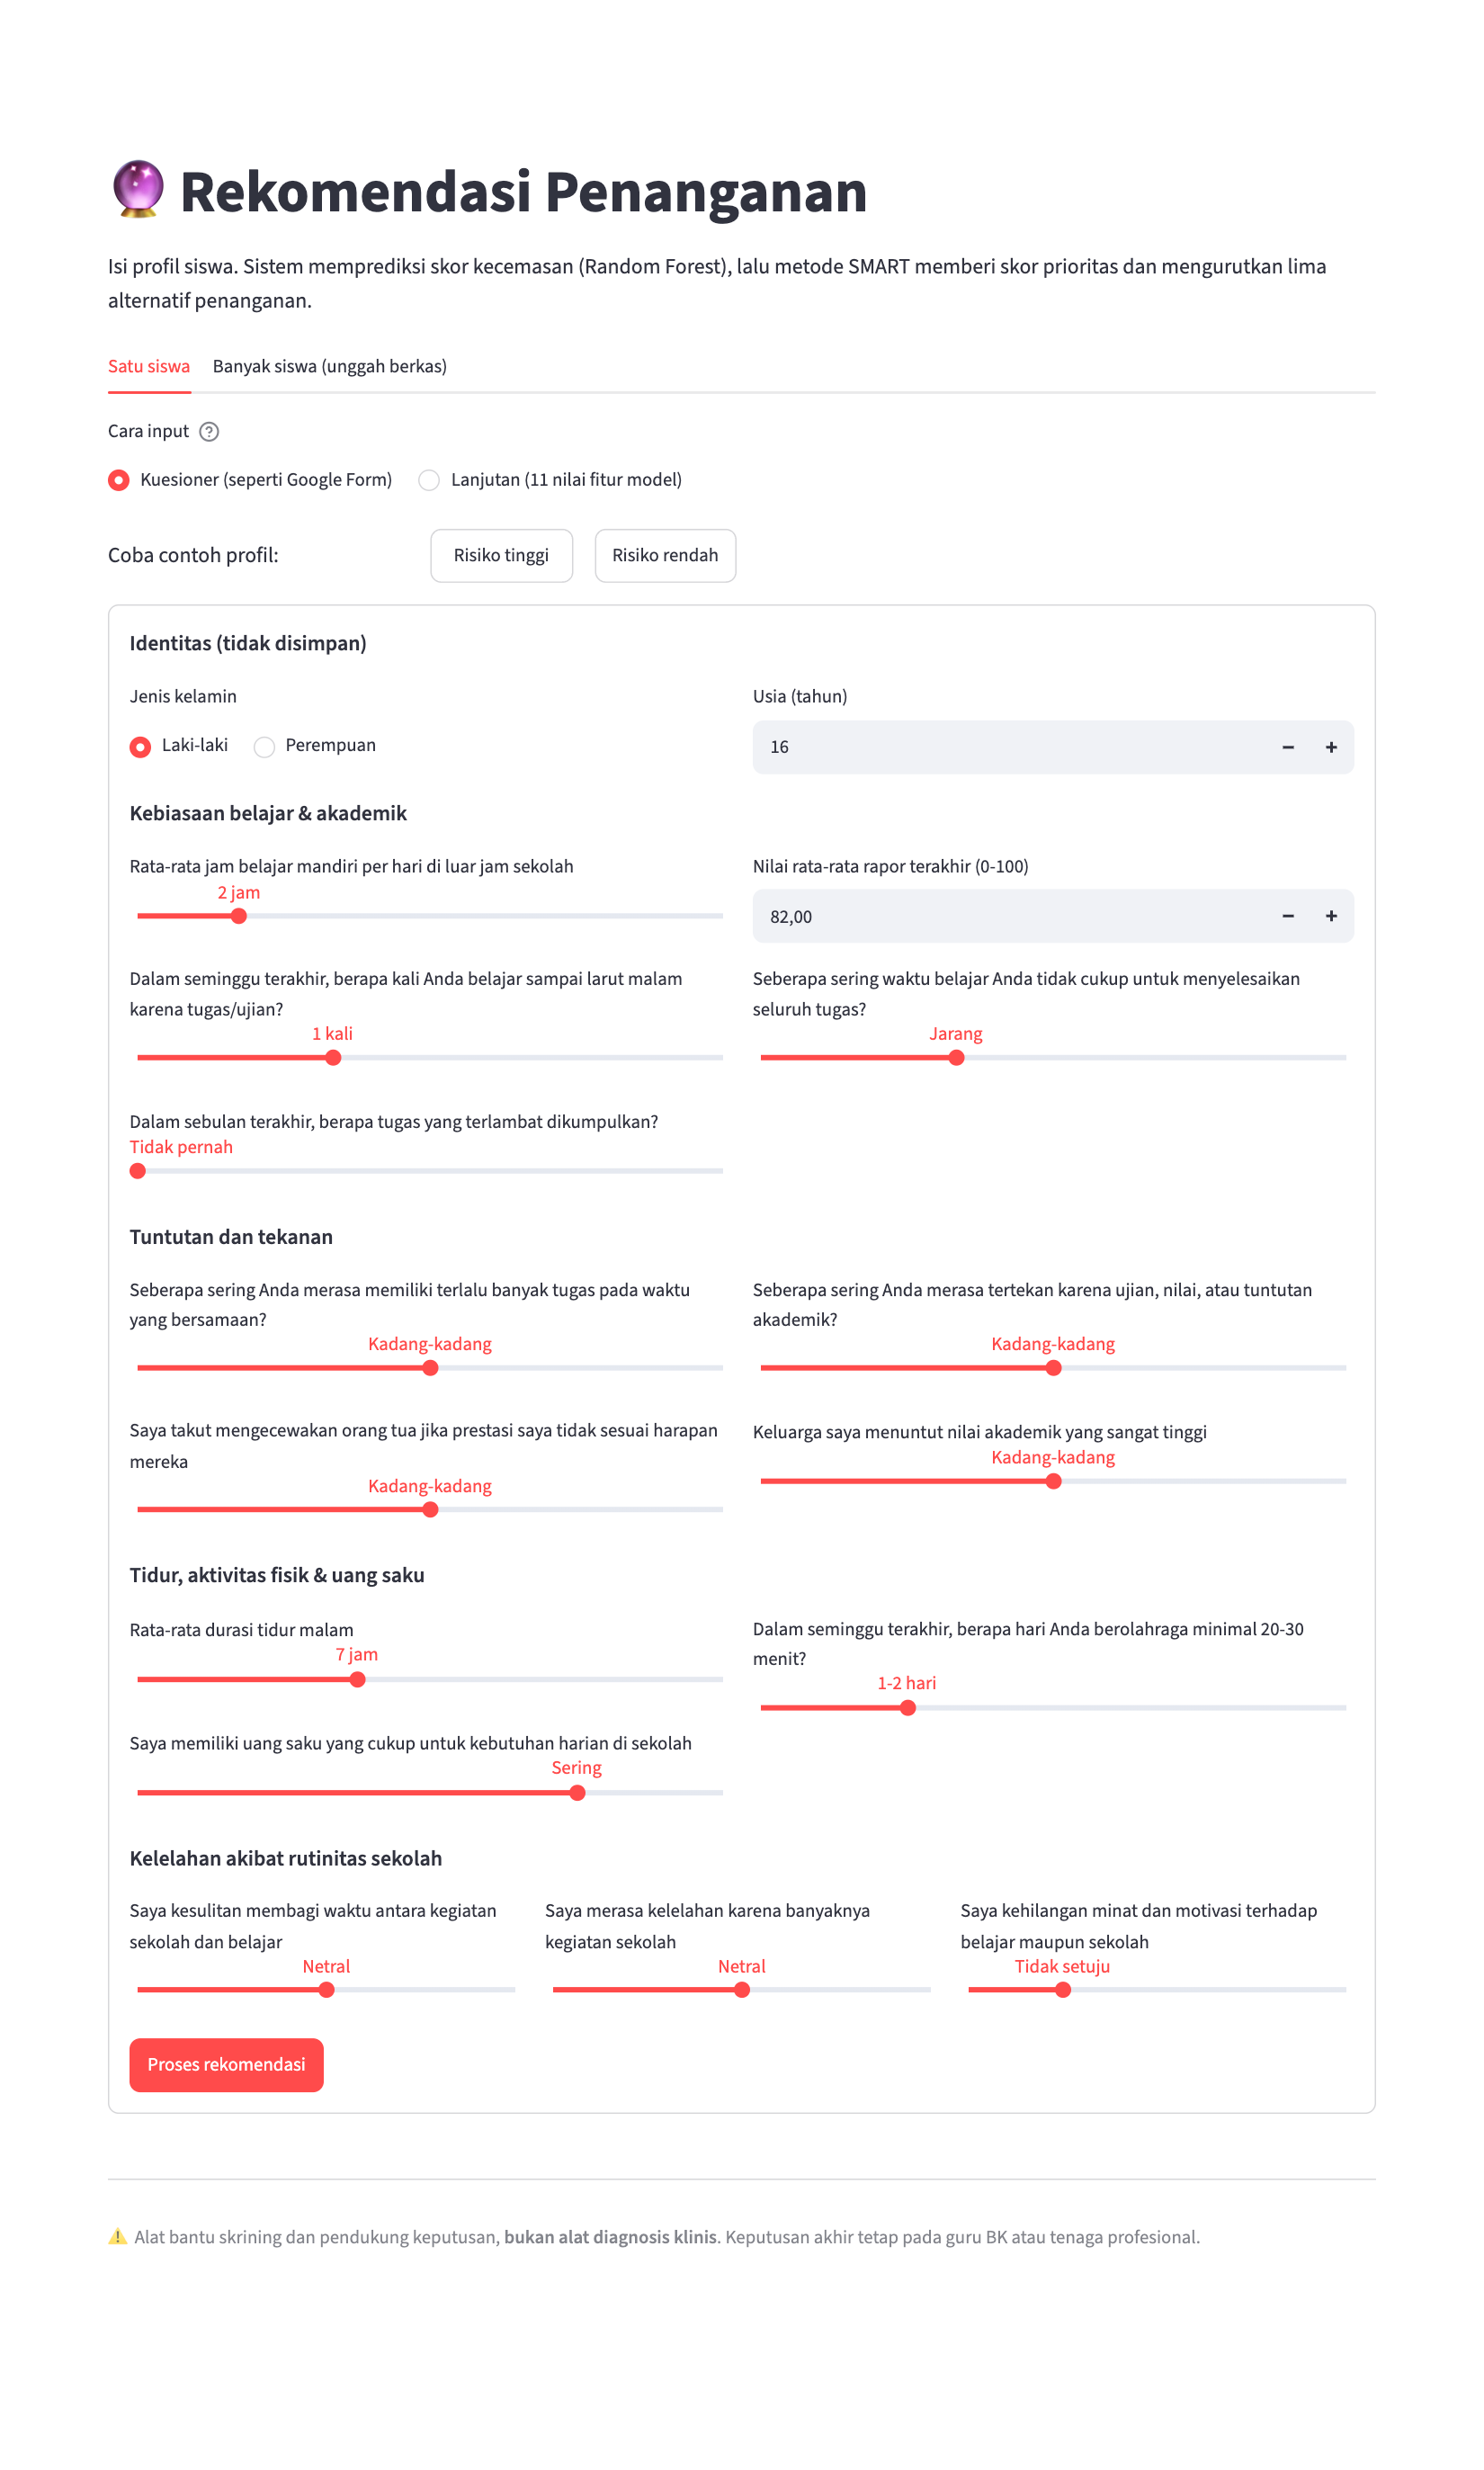 Rekomendasi Penanganan
Isi profil siswa. Sistem memprediksi skor kecemasan (Random Forest), lalu metode SMART memberi skor prioritas dan mengurutkan lima
alternatif penanganan.
Satu siswa Banyak siswa (unggah berkas)
Cara input ?
Kuesioner (seperti Google Form) Lanjutan (11 nilai fitur model)
Coba contoh profil: Risiko tinggi Risiko rendah
Identitas (tidak disimpan)
Jenis kelamin
Laki-laki Perempuan
Usia (tahun)
16 − +
Kebiasaan belajar & akademik
Rata-rata jam belajar mandiri per hari di luar jam sekolah
2 jam
Nilai rata-rata rapor terakhir (0-100)
82,00 − +
Dalam seminggu terakhir, berapa kali Anda belajar sampai larut malam
karena tugas/ujian?
1 kali
Seberapa sering waktu belajar Anda tidak cukup untuk menyelesaikan
seluruh tugas?
Jarang
Dalam sebulan terakhir, berapa tugas yang terlambat dikumpulkan?
Tidak pernah
Tuntutan dan tekanan
Seberapa sering Anda merasa memiliki terlalu banyak tugas pada waktu
yang bersamaan?
Kadang-kadang
Seberapa sering Anda merasa tertekan karena ujian, nilai, atau tuntutan
akademik?
Kadang-kadang
Saya takut mengecewakan orang tua jika prestasi saya tidak sesuai harapan
mereka
Kadang-kadang
Keluarga saya menuntut nilai akademik yang sangat tinggi
Kadang-kadang
Tidur, aktivitas fisik & uang saku
Rata-rata durasi tidur malam
7 jam
Dalam seminggu terakhir, berapa hari Anda berolahraga minimal 20-30
menit?
1-2 hari
Saya memiliki uang saku yang cukup untuk kebutuhan harian di sekolah
Sering
Kelelahan akibat rutinitas sekolah
Saya kesulitan membagi waktu antara kegiatan
sekolah dan belajar
Netral
Saya merasa kelelahan karena banyaknya
kegiatan sekolah
Netral
Saya kehilangan minat dan motivasi terhadap
belajar maupun sekolah
Tidak setuju
Proses rekomendasi
Alat bantu skrining dan pendukung keputusan, bukan alat diagnosis klinis. Keputusan akhir tetap pada guru BK atau tenaga profesional.